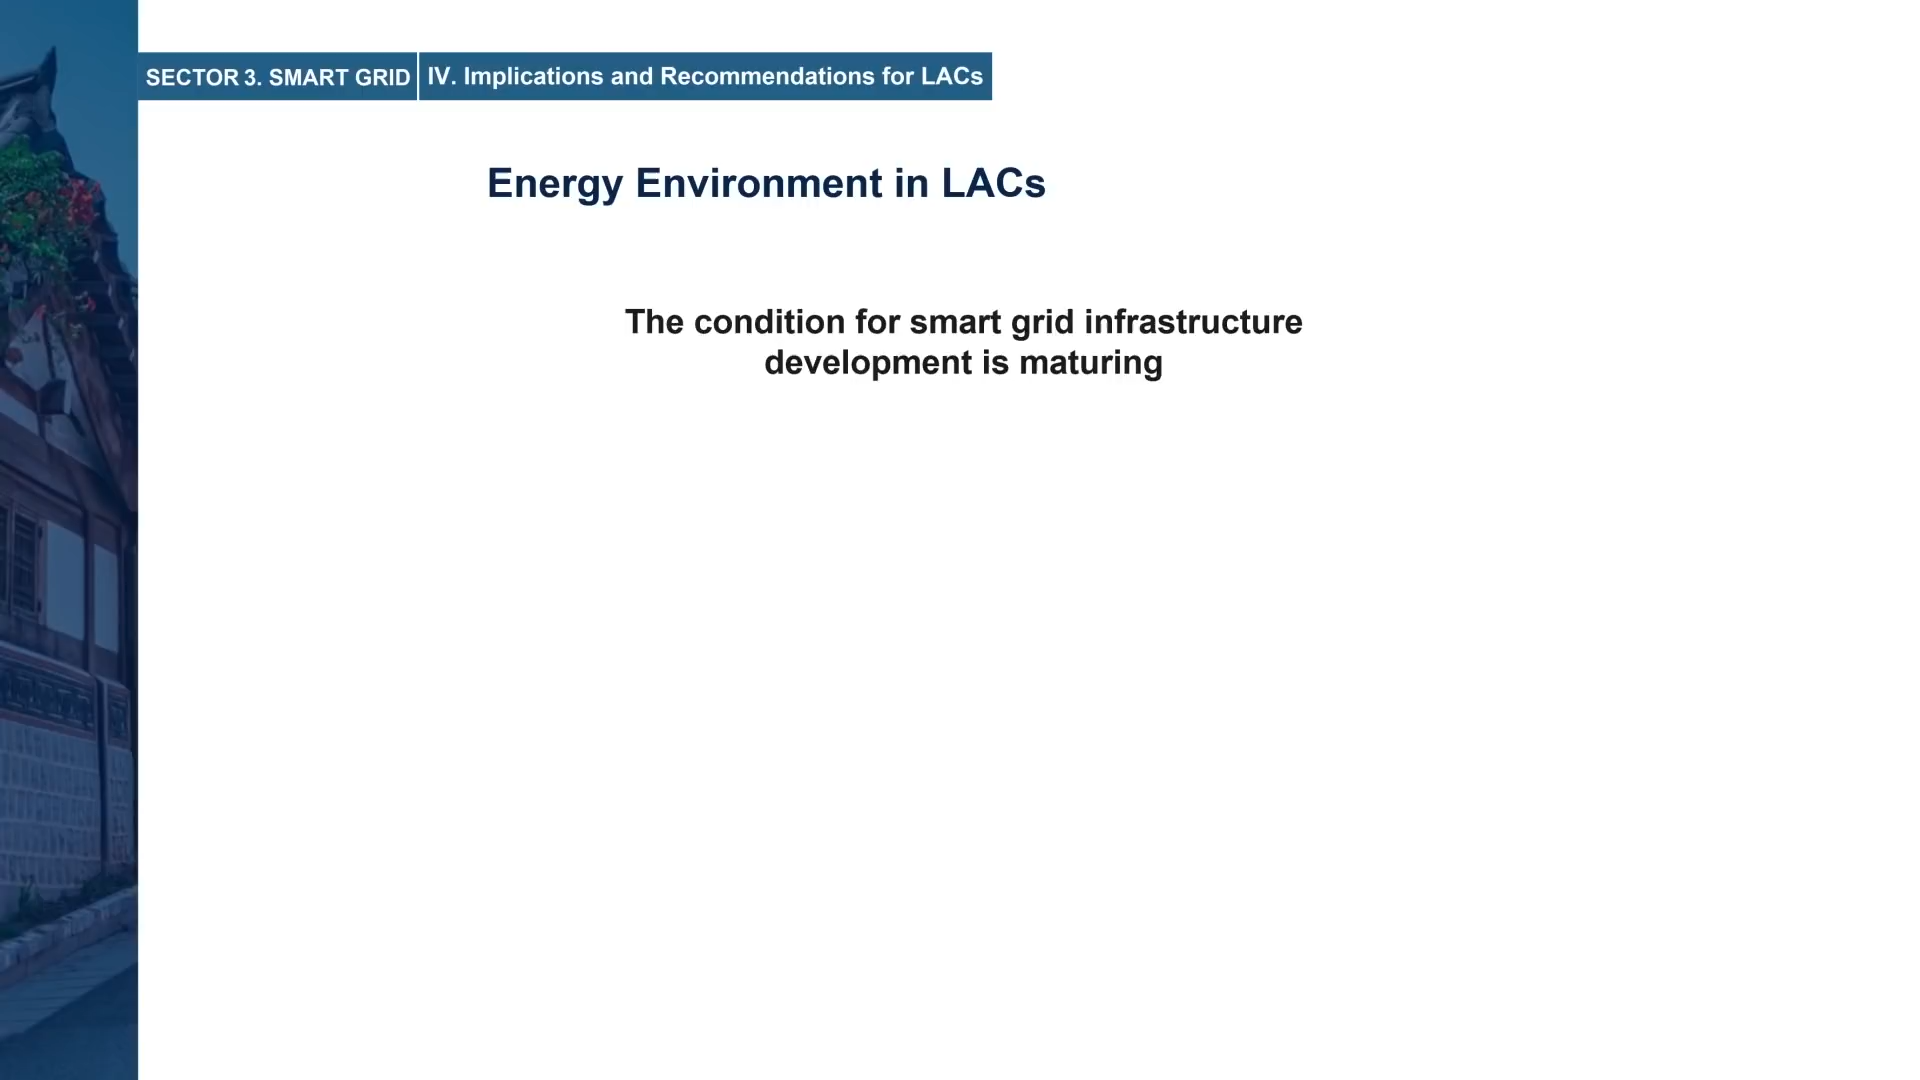 SECTOR 3. SMART GRID
IV. Implications and Recommendations for LACs
Energy Environment in LACs
The condition for smart grid infrastructure
development is maturing